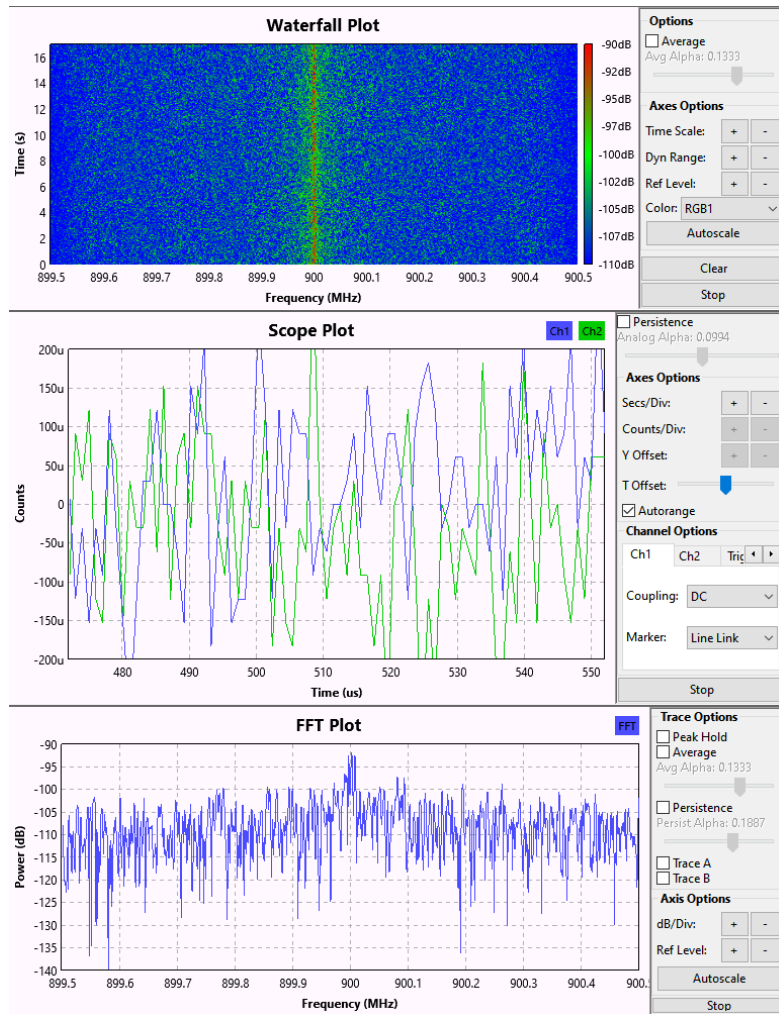 Waterfall Plot
Time (s)
16
14
12
10
8
6
4
2
0
899.5 899.6 899.7 899.8 899.9 900 900.1 900.2 900.3 900.4 900.5
Frequency (MHz)
-90dB
-92dB
-95dB
-97dB
-100dB
-102dB
-105dB
-107dB
-110dB
Options
Average
Avg Alpha: 0.1333
Axes Options
Time Scale: + -
Dyn Range: + -
Ref Level: + -
Color: RGB1
Autoscale
Clear
Stop
Scope Plot
Ch1 Ch2
Counts
200u
150u
100u
50u
0
-50u
-100u
-150u
-200u
480 490 500 510 520 530 540 550
Time (us)
Persistence
Analog Alpha: 0.0994
Axes Options
Secs/Div: + -
Counts/Div: + -
Y Offset: + -
T Offset:
Autorange
Channel Options
Ch1 Ch2 Trig
Coupling: DC
Marker: Line Link
Stop
FFT Plot
FFT
Power (dB)
-90
-95
-100
-105
-110
-115
-120
-125
-130
-135
-140
899.5 899.6 899.7 899.8 899.9 900 900.1 900.2 900.3 900.4 900.5
Frequency (MHz)
Trace Options
Peak Hold
Average
Avg Alpha: 0.1333
Persistence
Persist Alpha: 0.1887
Trace A
Trace B
Axis Options
dB/Div: + -
Ref Level: + -
Autoscale
Stop